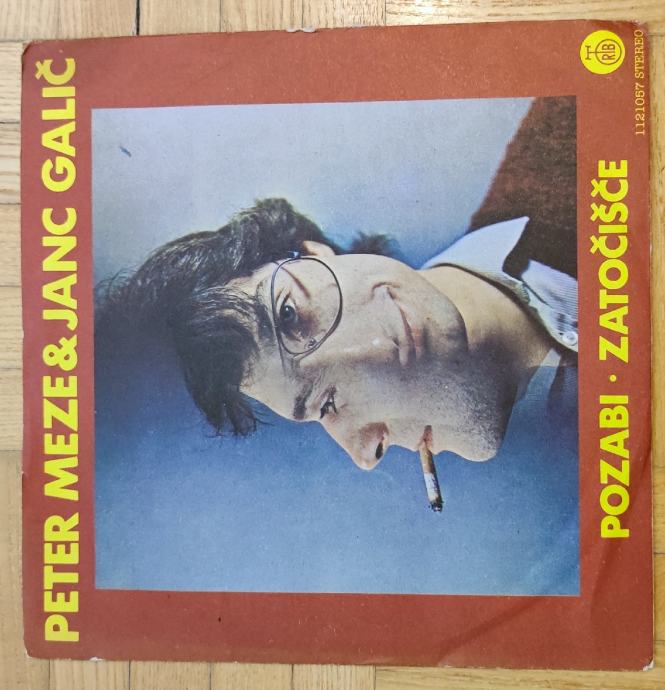 PETER MEZE & JANC GALIČ
RTB
1121057 STEREO
POZABI · ZATOČIŠČE